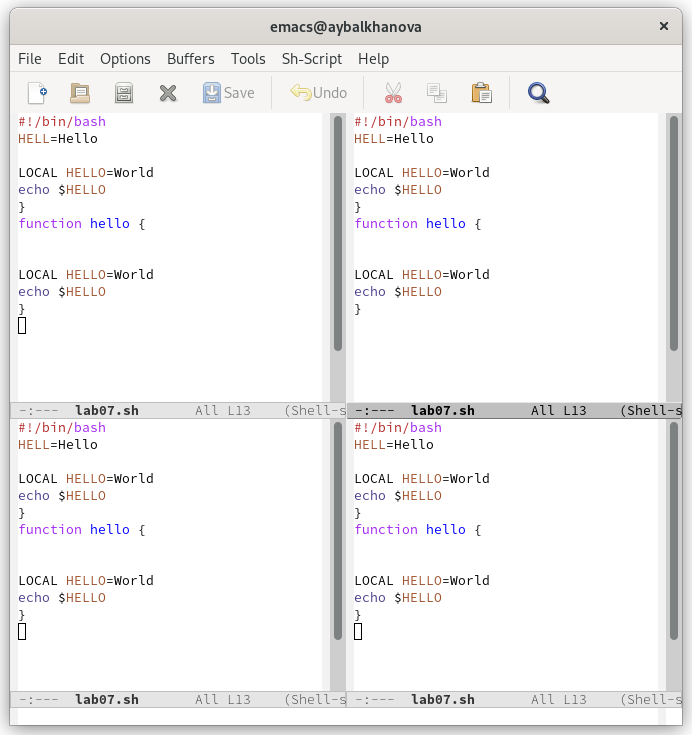 emacs@aybalkhanova ×
File Edit Options Buffers Tools Sh-Script Help
Save Undo
#!/bin/bash
HELL=Hello
LOCAL HELLO=World
echo $HELLO
}
function hello {
LOCAL HELLO=World
echo $HELLO
}
-:--- lab07.sh All L13 (Shell-s
#!/bin/bash
HELL=Hello
LOCAL HELLO=World
echo $HELLO
}
function hello {
LOCAL HELLO=World
echo $HELLO
}
-:--- lab07.sh All L13 (Shell-s
#!/bin/bash
HELL=Hello
LOCAL HELLO=World
echo $HELLO
}
function hello {
LOCAL HELLO=World
echo $HELLO
}
-:--- lab07.sh All L13 (Shell-s
#!/bin/bash
HELL=Hello
LOCAL HELLO=World
echo $HELLO
}
function hello {
LOCAL HELLO=World
echo $HELLO
}
-:--- lab07.sh All L13 (Shell-s